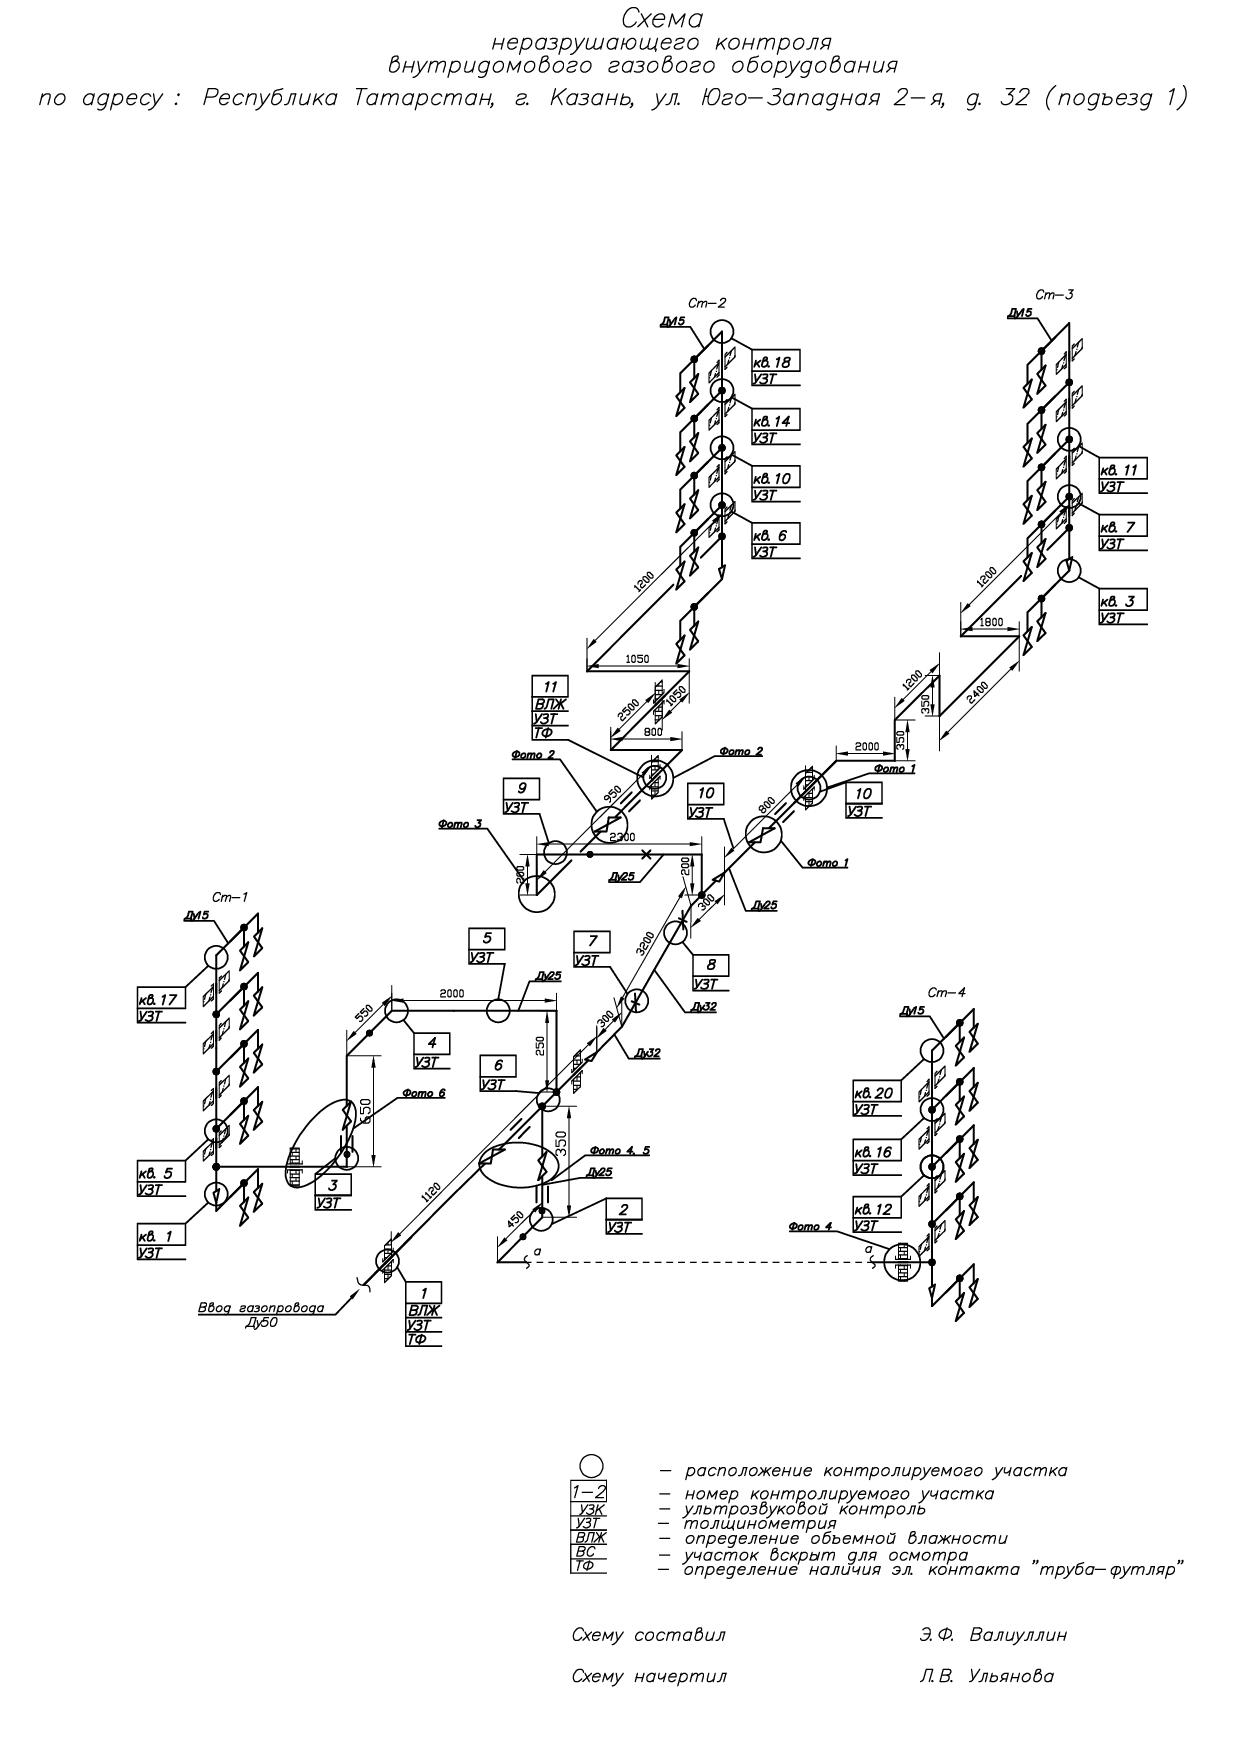 Схема
неразрушающего контроля
внутридомового газового оборудования
по адресу : Республика Татарстан, г. Казань, ул. Юго-Западная 2-я, д. 32 (подъезд 1)
Ст-3
Ст-2
Ду15
Ду15
кв. 18
УЗТ
кв. 14
УЗТ
кв. 11
УЗТ
кв. 10
УЗТ
кв. 7
УЗТ
кв. 6
УЗТ
1200
1200
кв. 3
УЗТ
1800
1050
1200
2400
350
11
ВЛЖ
УЗТ
ТФ
2500
1050
800
350
2000
Фото 2
Фото 2
Фото 1
9
УЗТ
950
10
УЗТ
800
10
УЗТ
Фото 3
2300
Фото 1
200
200
Ду25
300
Ду25
Ст-1
Ду15
5
УЗТ
7
УЗТ
3200
8
УЗТ
кв. 17
УЗТ
550
2000
Ду25
Ду32
Ст-4
Ду15
300
4
УЗТ
250
Ду32
6
УЗТ
650
Фото 6
кв. 20
УЗТ
350
Фото 4, 5
Ду25
кв. 16
УЗТ
кв. 5
УЗТ
3
УЗТ
1120
450
2
УЗТ
кв. 12
УЗТ
кв. 1
УЗТ
Фото 4
а
а
1
ВЛЖ
УЗТ
ТФ
Ввод газопровода
Ду50
– расположение контролируемого участка
1-2 – номер контролируемого участка
УЗК – ультрозвуковой контроль
УЗТ – толщинометрия
ВЛЖ – определение объемной влажности
ВС – участок вскрыт для осмотра
ТФ – определение наличия эл. контакта "труба-футляр"
Схему составил Э.Ф. Валиуллин
Схему начертил Л.В. Ульянова